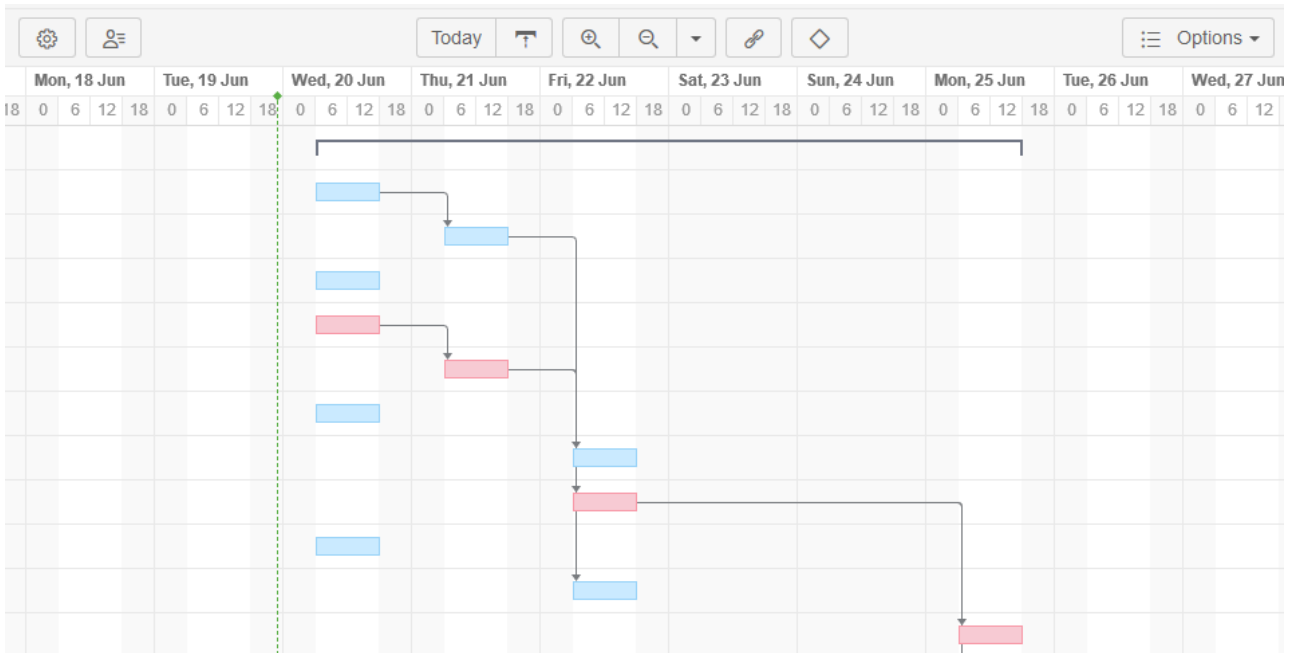 Today Options
Mon, 18 Jun Tue, 19 Jun Wed, 20 Jun Thu, 21 Jun Fri, 22 Jun Sat, 23 Jun Sun, 24 Jun Mon, 25 Jun Tue, 26 Jun Wed, 27 Jun
18 0 6 12 18 0 6 12 18 0 6 12 18 0 6 12 18 0 6 12 18 0 6 12 18 0 6 12 18 0 6 12 18 0 6 12 18 0 6 12